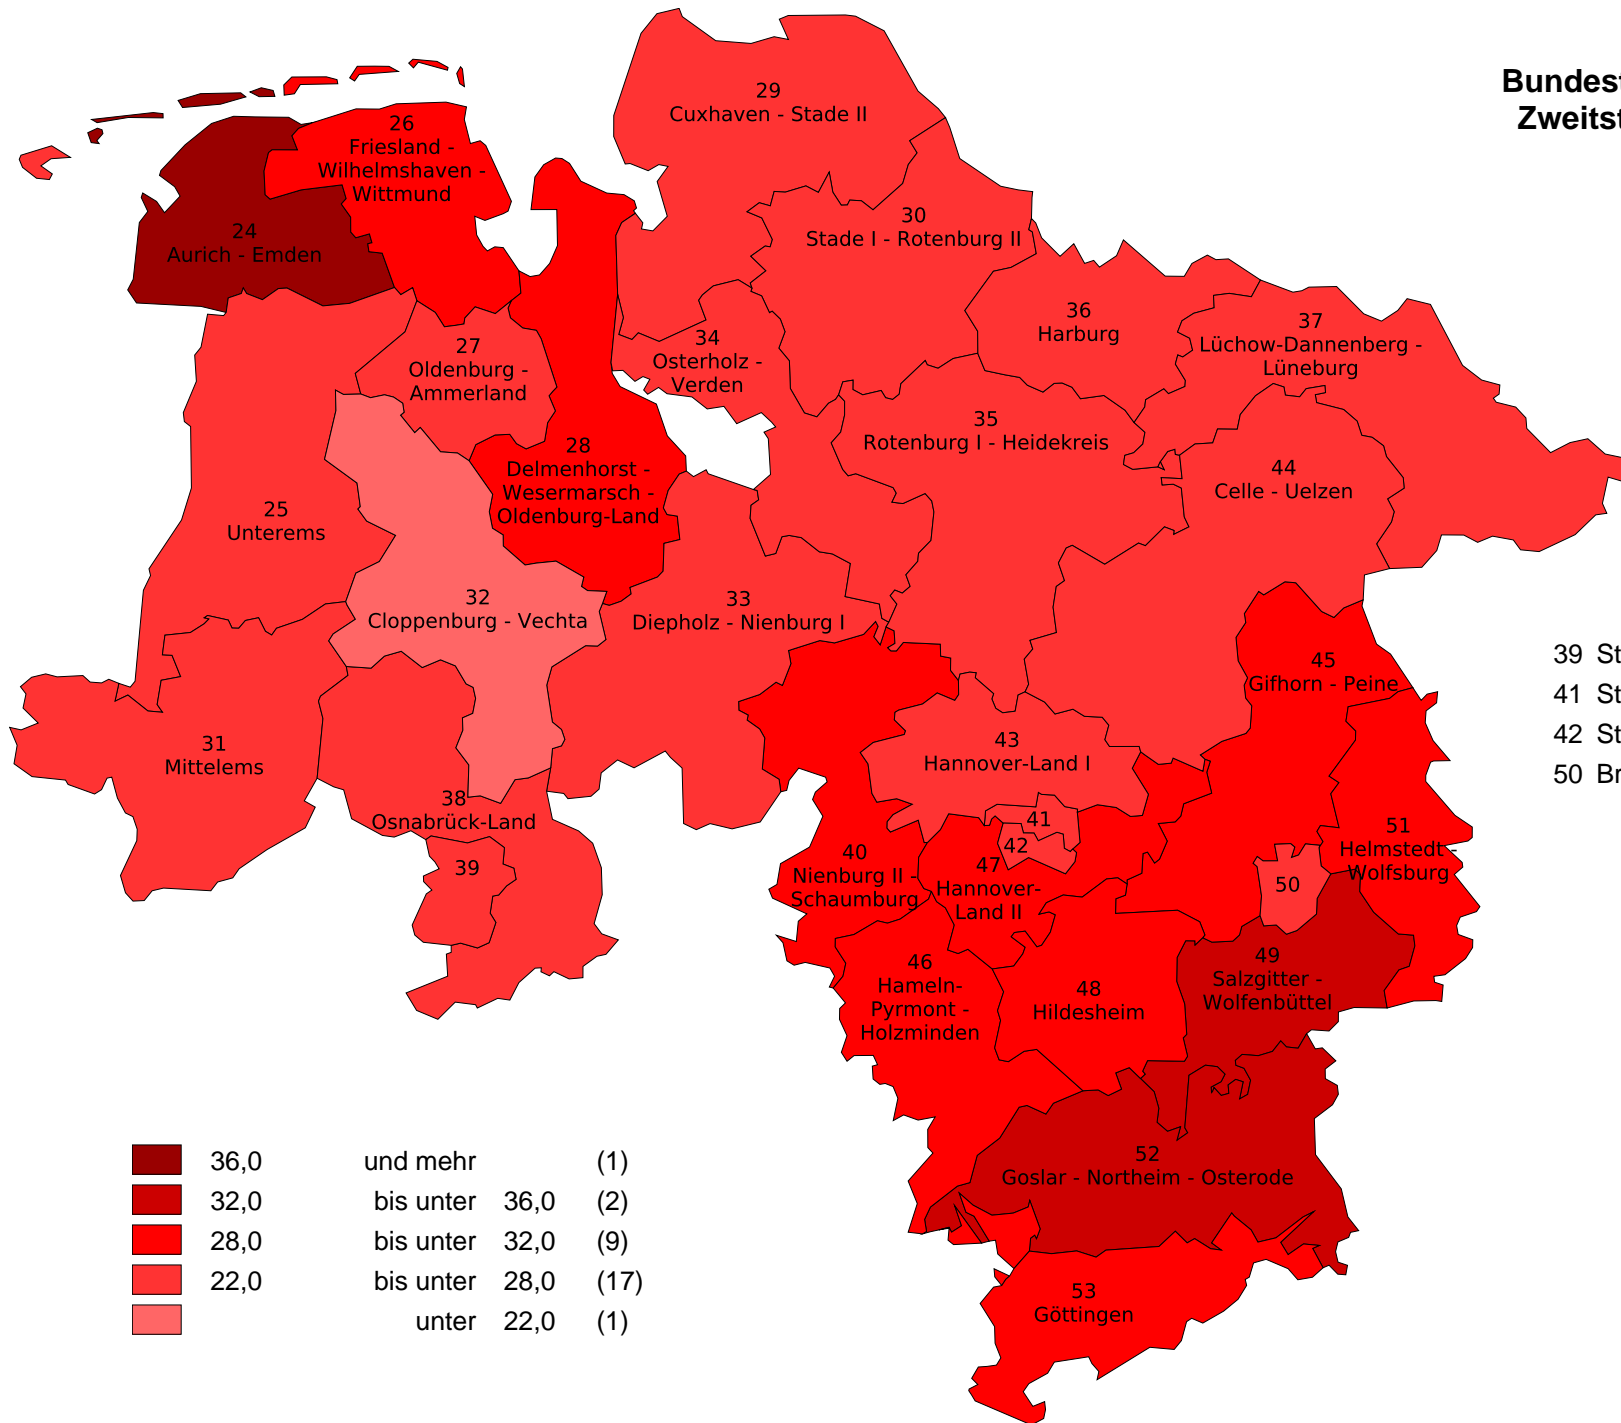 29
Cuxhaven - Stade II
26
Friesland -
Wilhelmshaven -
Wittmund
24
Aurich - Emden
30
Stade I - Rotenburg II
36
Harburg
37
Lüchow-Dannenberg -
Lüneburg
34
Osterholz -
Verden
27
Oldenburg -
Ammerland
35
Rotenburg I - Heidekreis
28
Delmenhorst -
Wesermarsch -
Oldenburg-Land
44
Celle - Uelzen
25
Unterems
32
Cloppenburg - Vechta
33
Diepholz - Nienburg I
45
Gifhorn - Peine
31
Mittelems
43
Hannover-Land I
38
Osnabrück-Land
39
41
42
40
Nienburg II -
Schaumburg
47
Hannover-
Land II
50
51
Helmstedt -
Wolfsburg
46
Hameln-
Pyrmont -
Holzminden
48
Hildesheim
49
Salzgitter -
Wolfenbüttel
52
Goslar - Northeim - Osterode
53
Göttingen
39
41
42
50
36,0 und mehr (1)
32,0 bis unter 36,0 (2)
28,0 bis unter 32,0 (9)
22,0 bis unter 28,0 (17)
unter 22,0 (1)